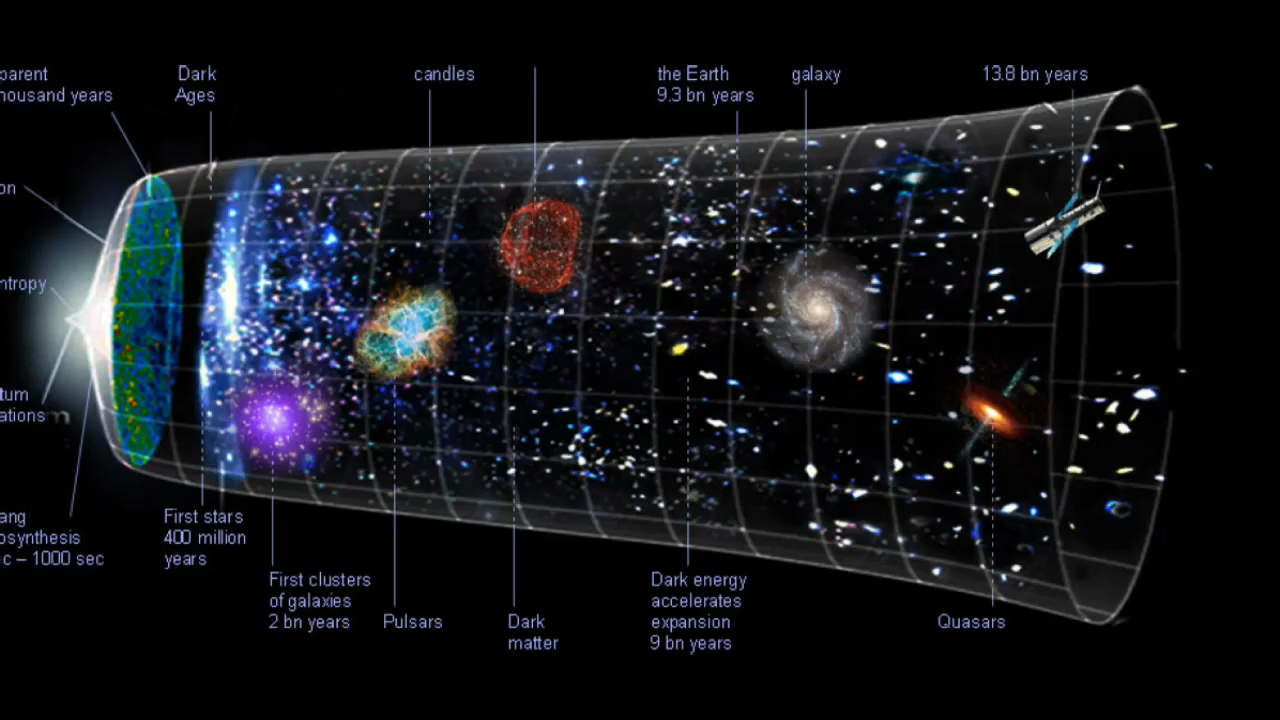 parent
housand years
Dark
Ages
candles
the Earth
9.3 bn years
galaxy
13.8 bn years
on
ntropy
tum
ations
m
ang
osynthesis
c – 1000 sec
First stars
400 million
years
First clusters
of galaxies
2 bn years
Pulsars
Dark
matter
Dark energy
accelerates
expansion
9 bn years
Quasars